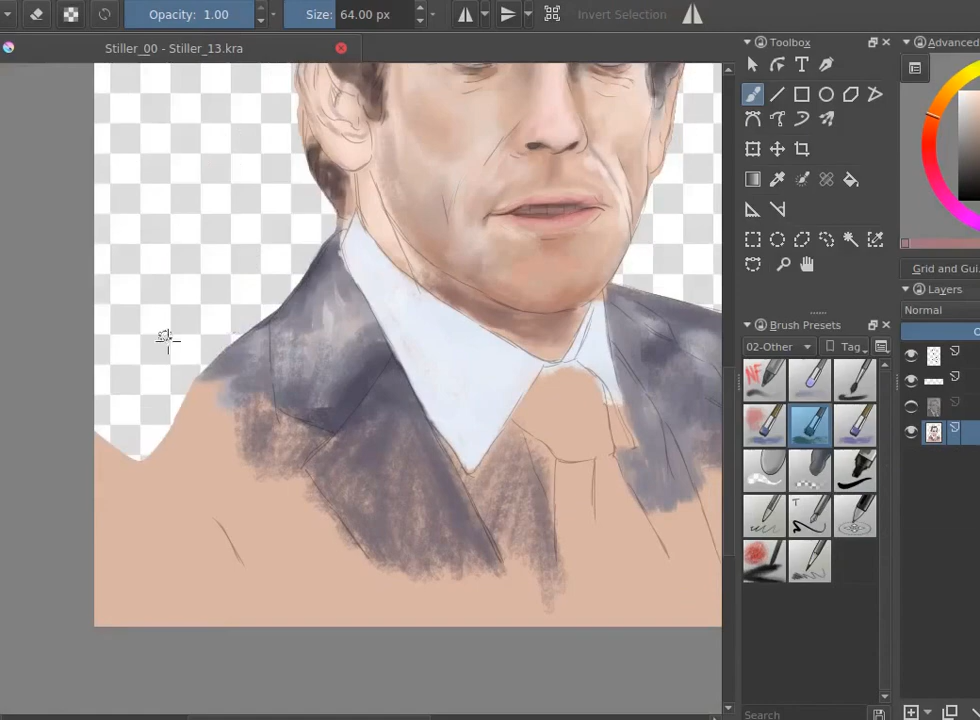 Opacity: 1.00
Size: 64.00 px
Invert Selection
Stiller_00 - Stiller_13.kra
Toolbox
Advanced
Grid and Gui
Layers
Normal
Brush Presets
02-Other
Tag
Search